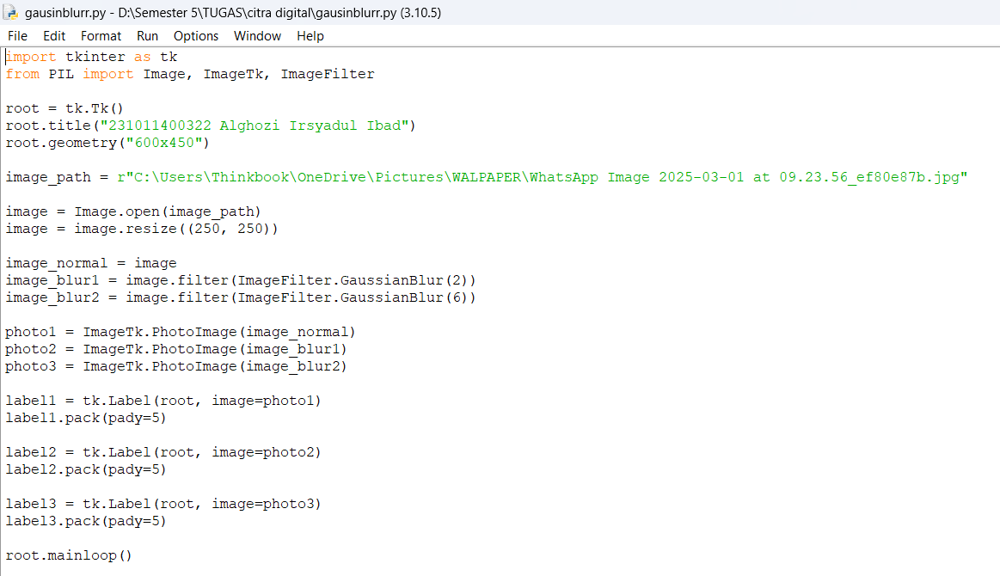 gausinblurr.py - D:\Semester 5\TUGAS\citra digital\gausinblurr.py (3.10.5)
File Edit Format Run Options Window Help
import tkinter as tk
from PIL import Image, ImageTk, ImageFilter
root = tk.Tk()
root.title("231011400322 Alghozi Irsyadul Ibad")
root.geometry("600x450")
image_path = r"C:\Users\Thinkbook\OneDrive\Pictures\WALPAPER\WhatsApp Image 2025-03-01 at 09.23.56_ef80e87b.jpg"
image = Image.open(image_path)
image = image.resize((250, 250))
image_normal = image
image_blur1 = image.filter(ImageFilter.GaussianBlur(2))
image_blur2 = image.filter(ImageFilter.GaussianBlur(6))
photo1 = ImageTk.PhotoImage(image_normal)
photo2 = ImageTk.PhotoImage(image_blur1)
photo3 = ImageTk.PhotoImage(image_blur2)
label1 = tk.Label(root, image=photo1)
label1.pack(pady=5)
label2 = tk.Label(root, image=photo2)
label2.pack(pady=5)
label3 = tk.Label(root, image=photo3)
label3.pack(pady=5)
root.mainloop()